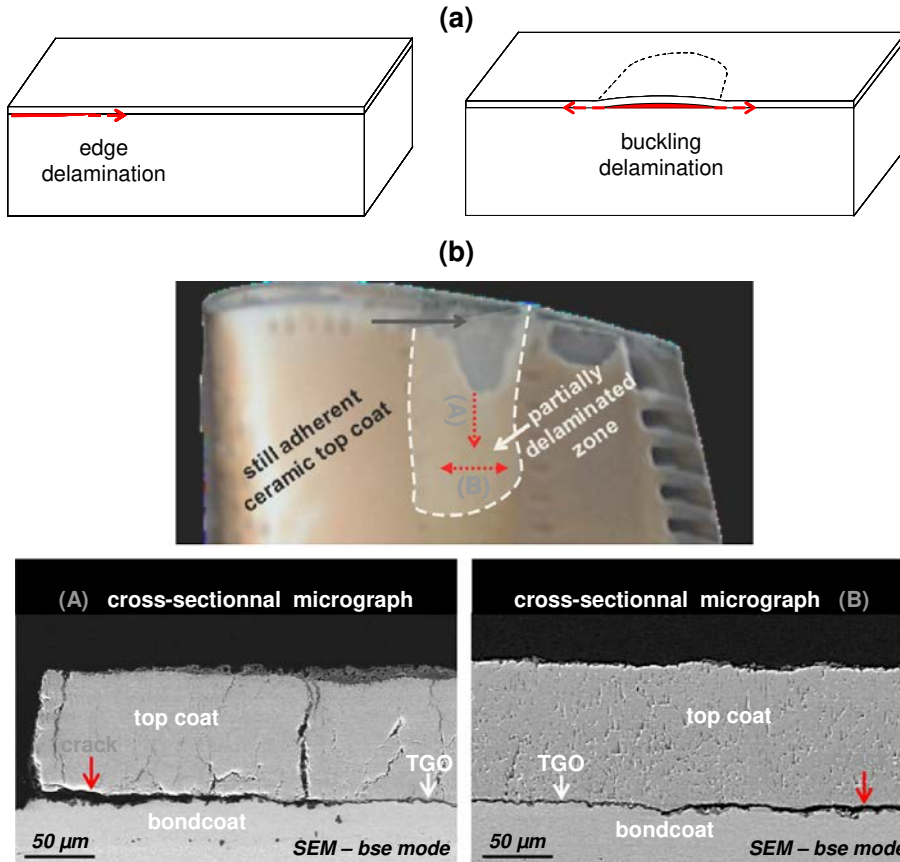 (a)
edge
delamination
buckling
delamination
(b)
still adherent
ceramic top coat
(A)
(B)
partially
delaminated
zone
(A) cross-sectionnal micrograph
top coat
crack
TGO
bondcoat
50 µm
SEM – bse mode
cross-sectionnal micrograph (B)
top coat
TGO
bondcoat
50 µm
SEM – bse mode